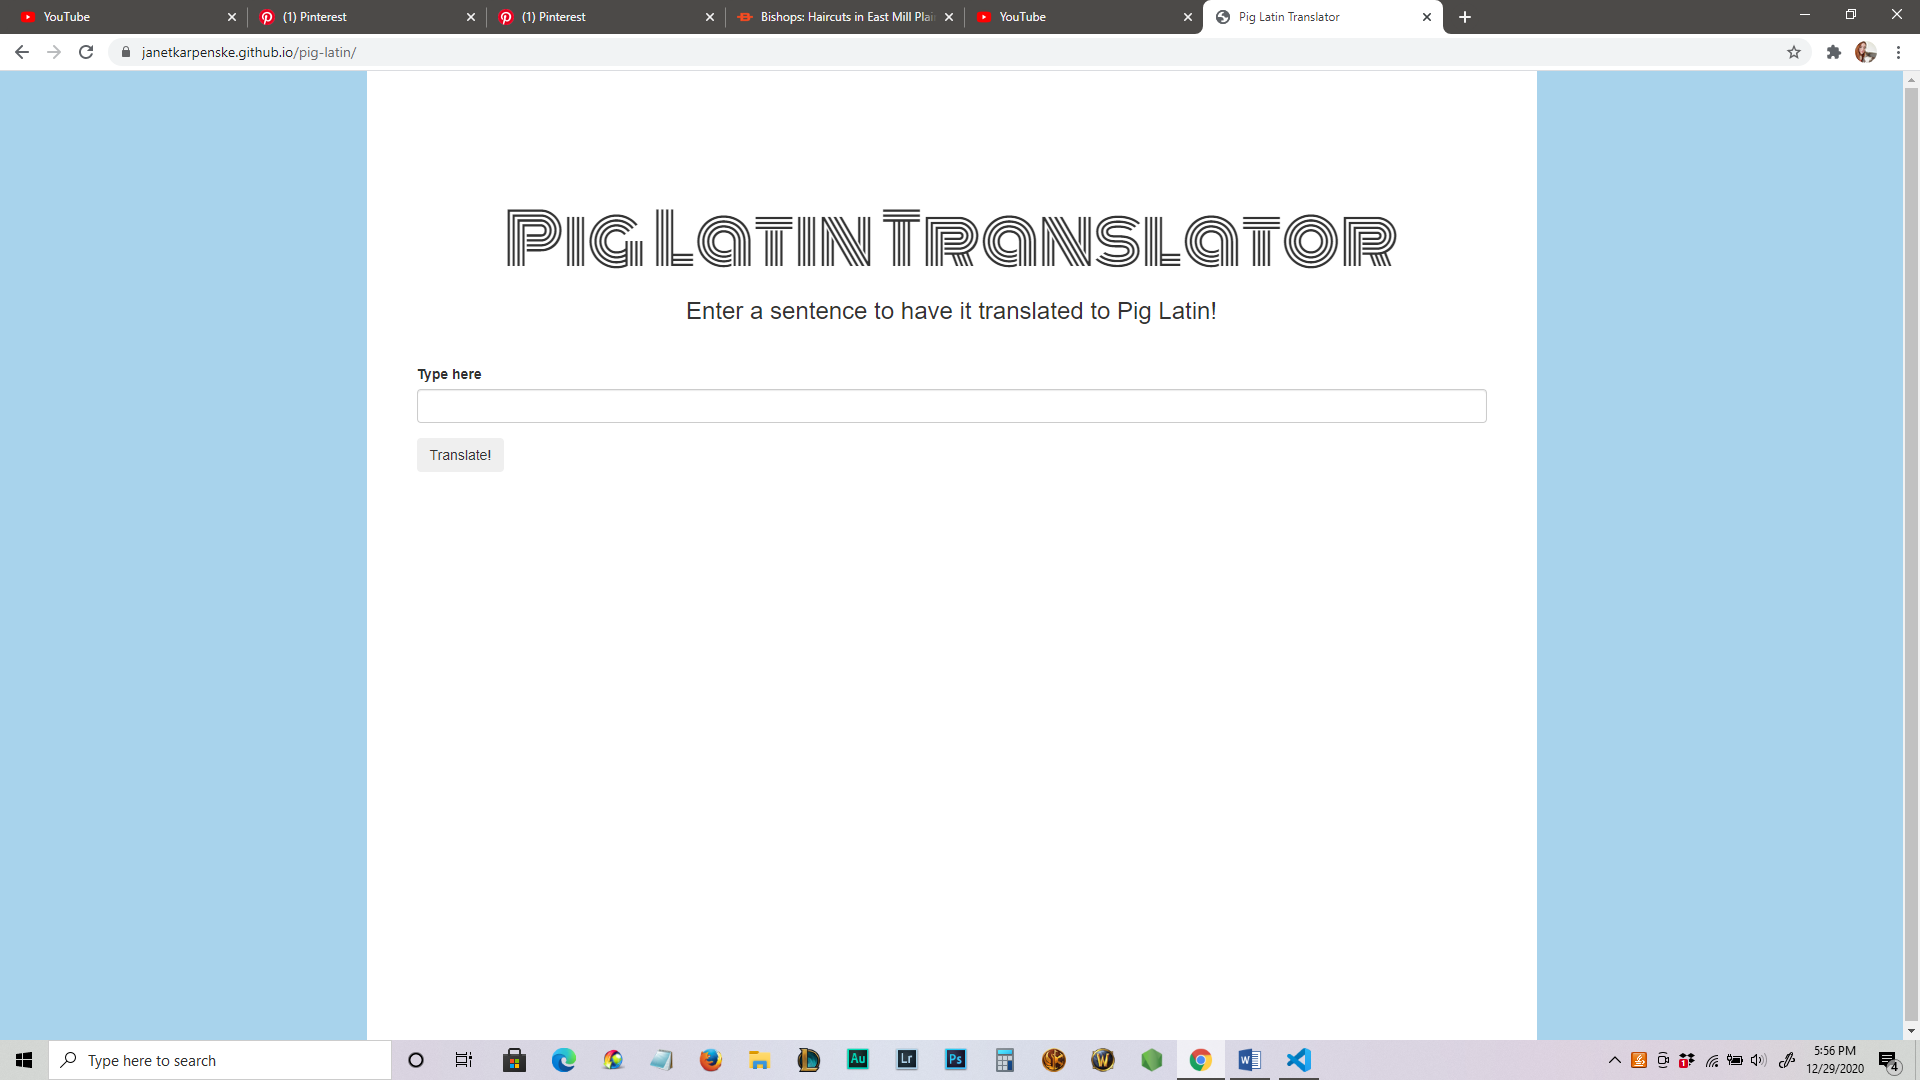 YouTube
(1) Pinterest
(1) Pinterest
Bishops: Haircuts in East Mill Plai
YouTube
Pig Latin Translator
janetkarpenske.github.io/pig-latin/
Pig Latin Translator
Enter a sentence to have it translated to Pig Latin!
Type here
Translate!
Type here to search
Au
Lr
Ps
W
1
5:56 PM
12/29/2020
4